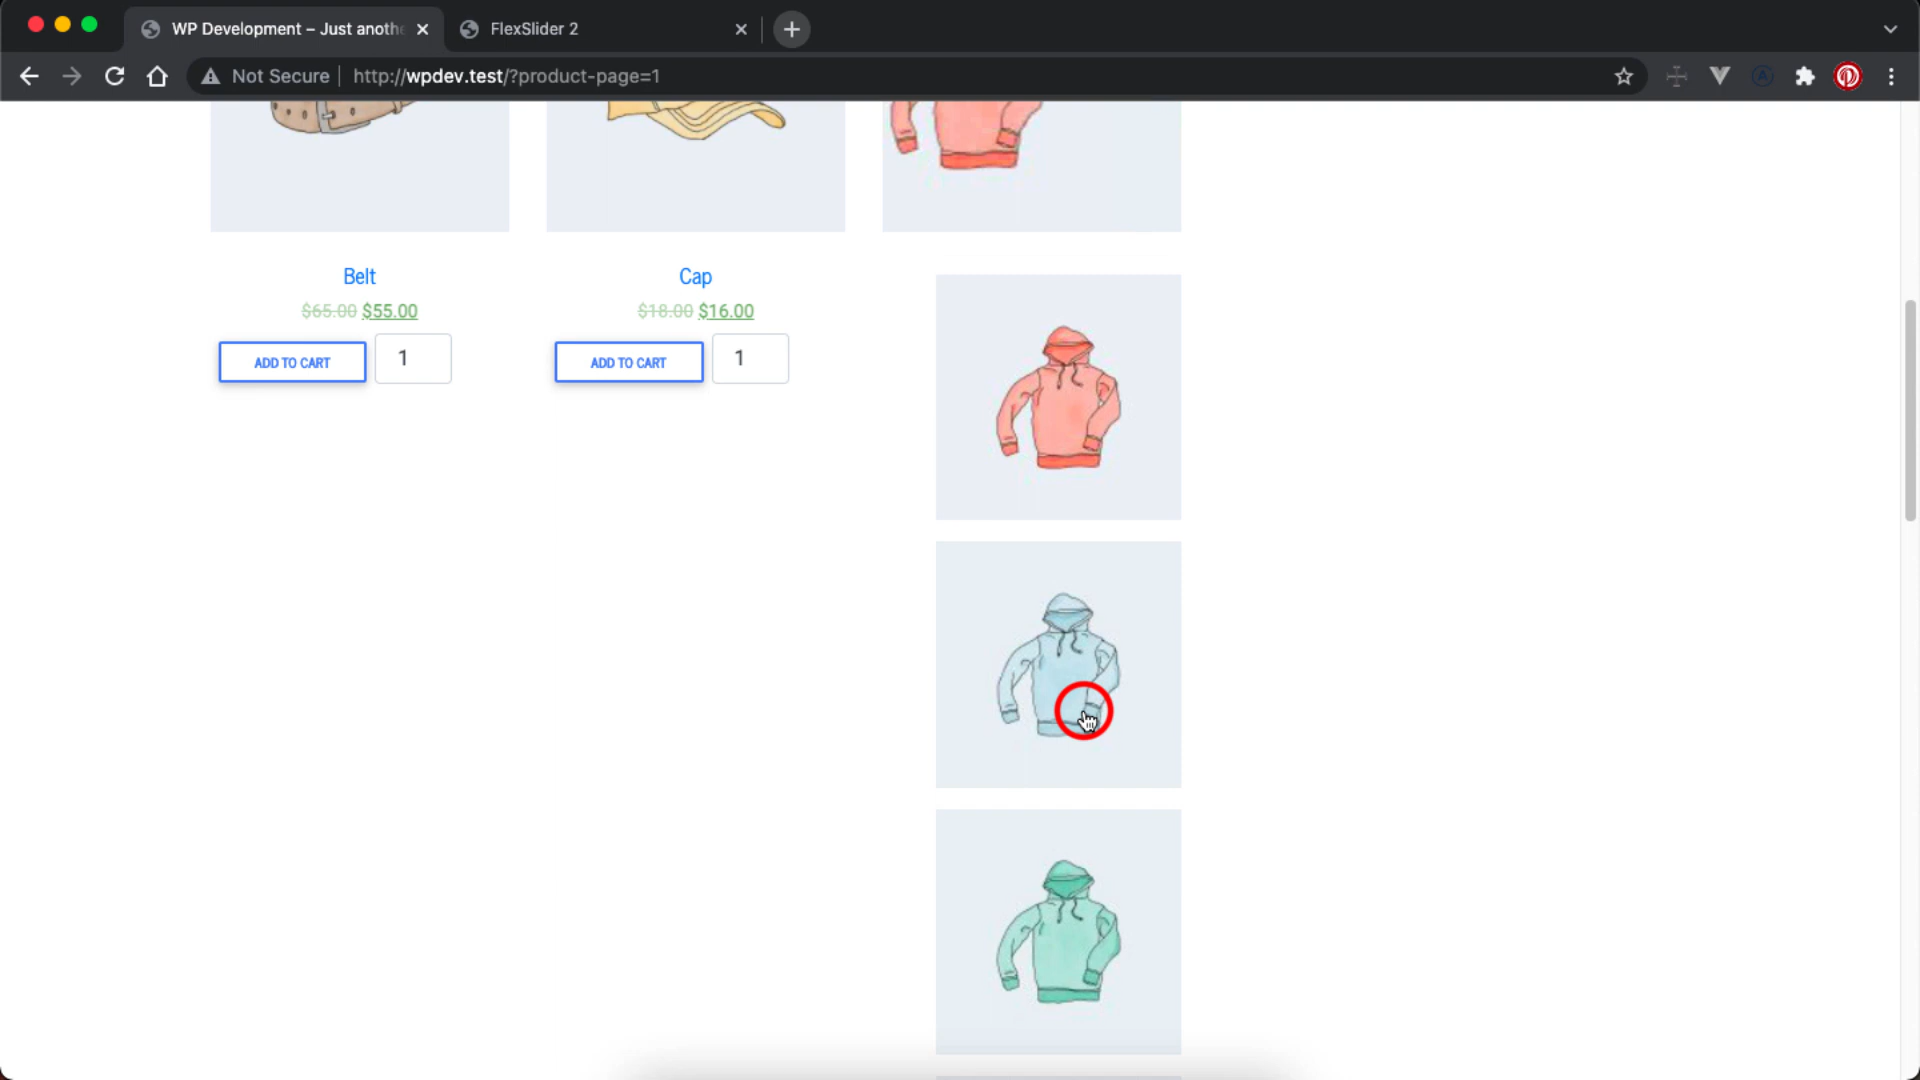 WP Development – Just anothe
FlexSlider 2
Not Secure
http://wpdev.test/?product-page=1
Belt
Cap
$65.00 $55.00
$18.00 $16.00
ADD TO CART
1
ADD TO CART
1